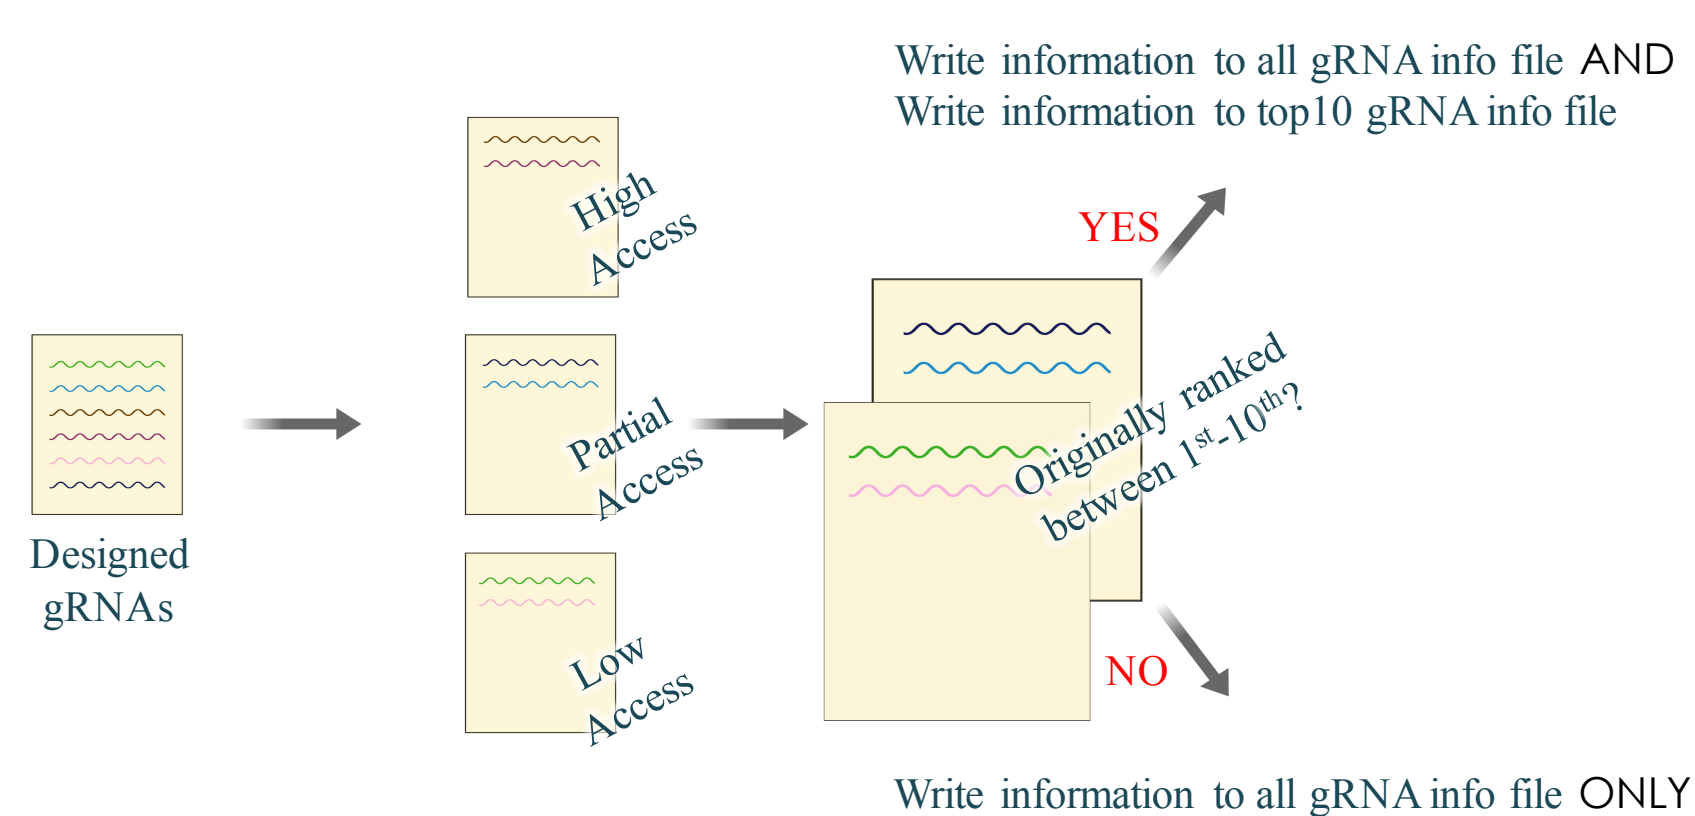 Write information to all gRNA info file AND
Write information to top10 gRNA info file
High
Access
YES
Designed
gRNAs
Partial
Access
Originally ranked
between 1st-10th?
Low
Access
NO
Write information to all gRNA info file ONLY